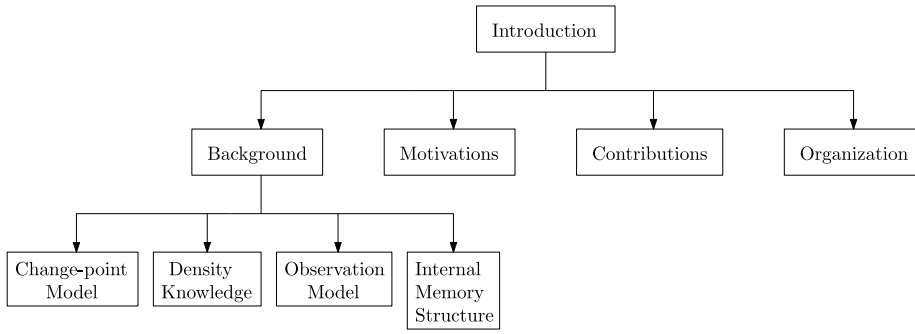 Introduction
Background
Motivations
Contributions
Organization
Change-point
Model
Density
Knowledge
Observation
Model
Internal
Memory
Structure